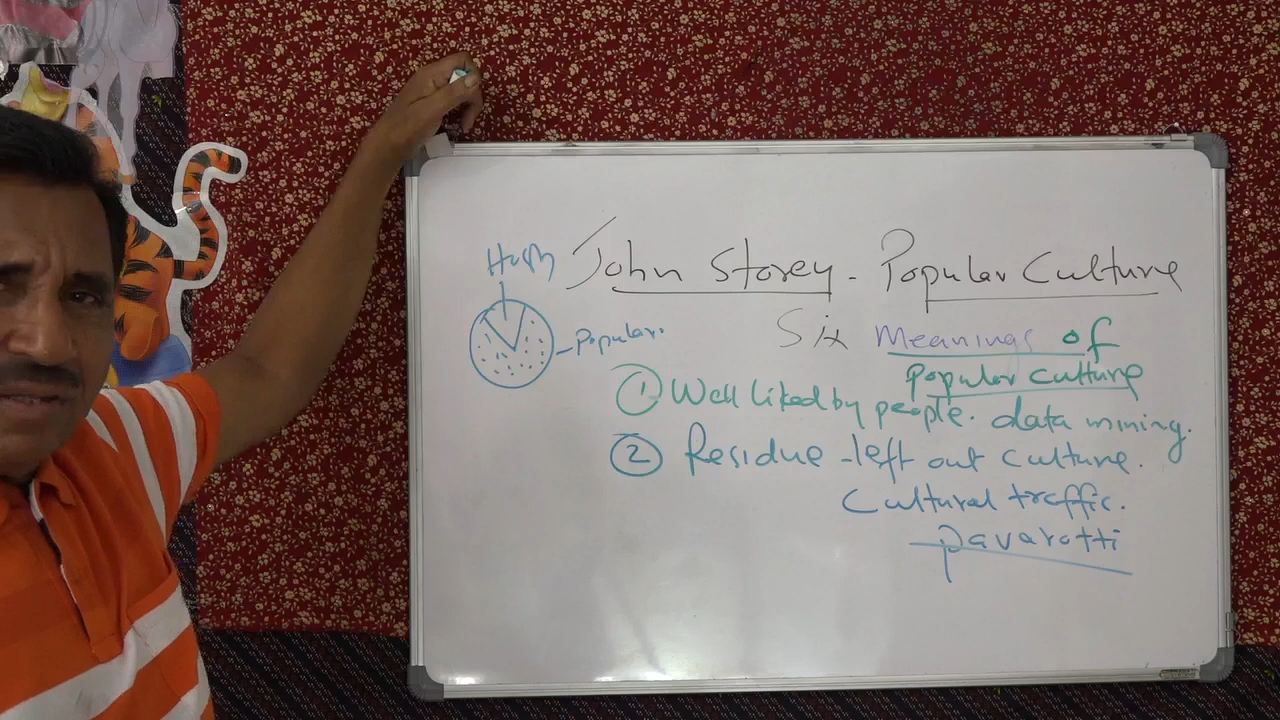 High
John Storey - Popular Culture
Popular.
Six Meanings of
popular culture
① Well liked by people. data mining.
② Residue - left out culture.
Cultural traffic.
Pavarotti